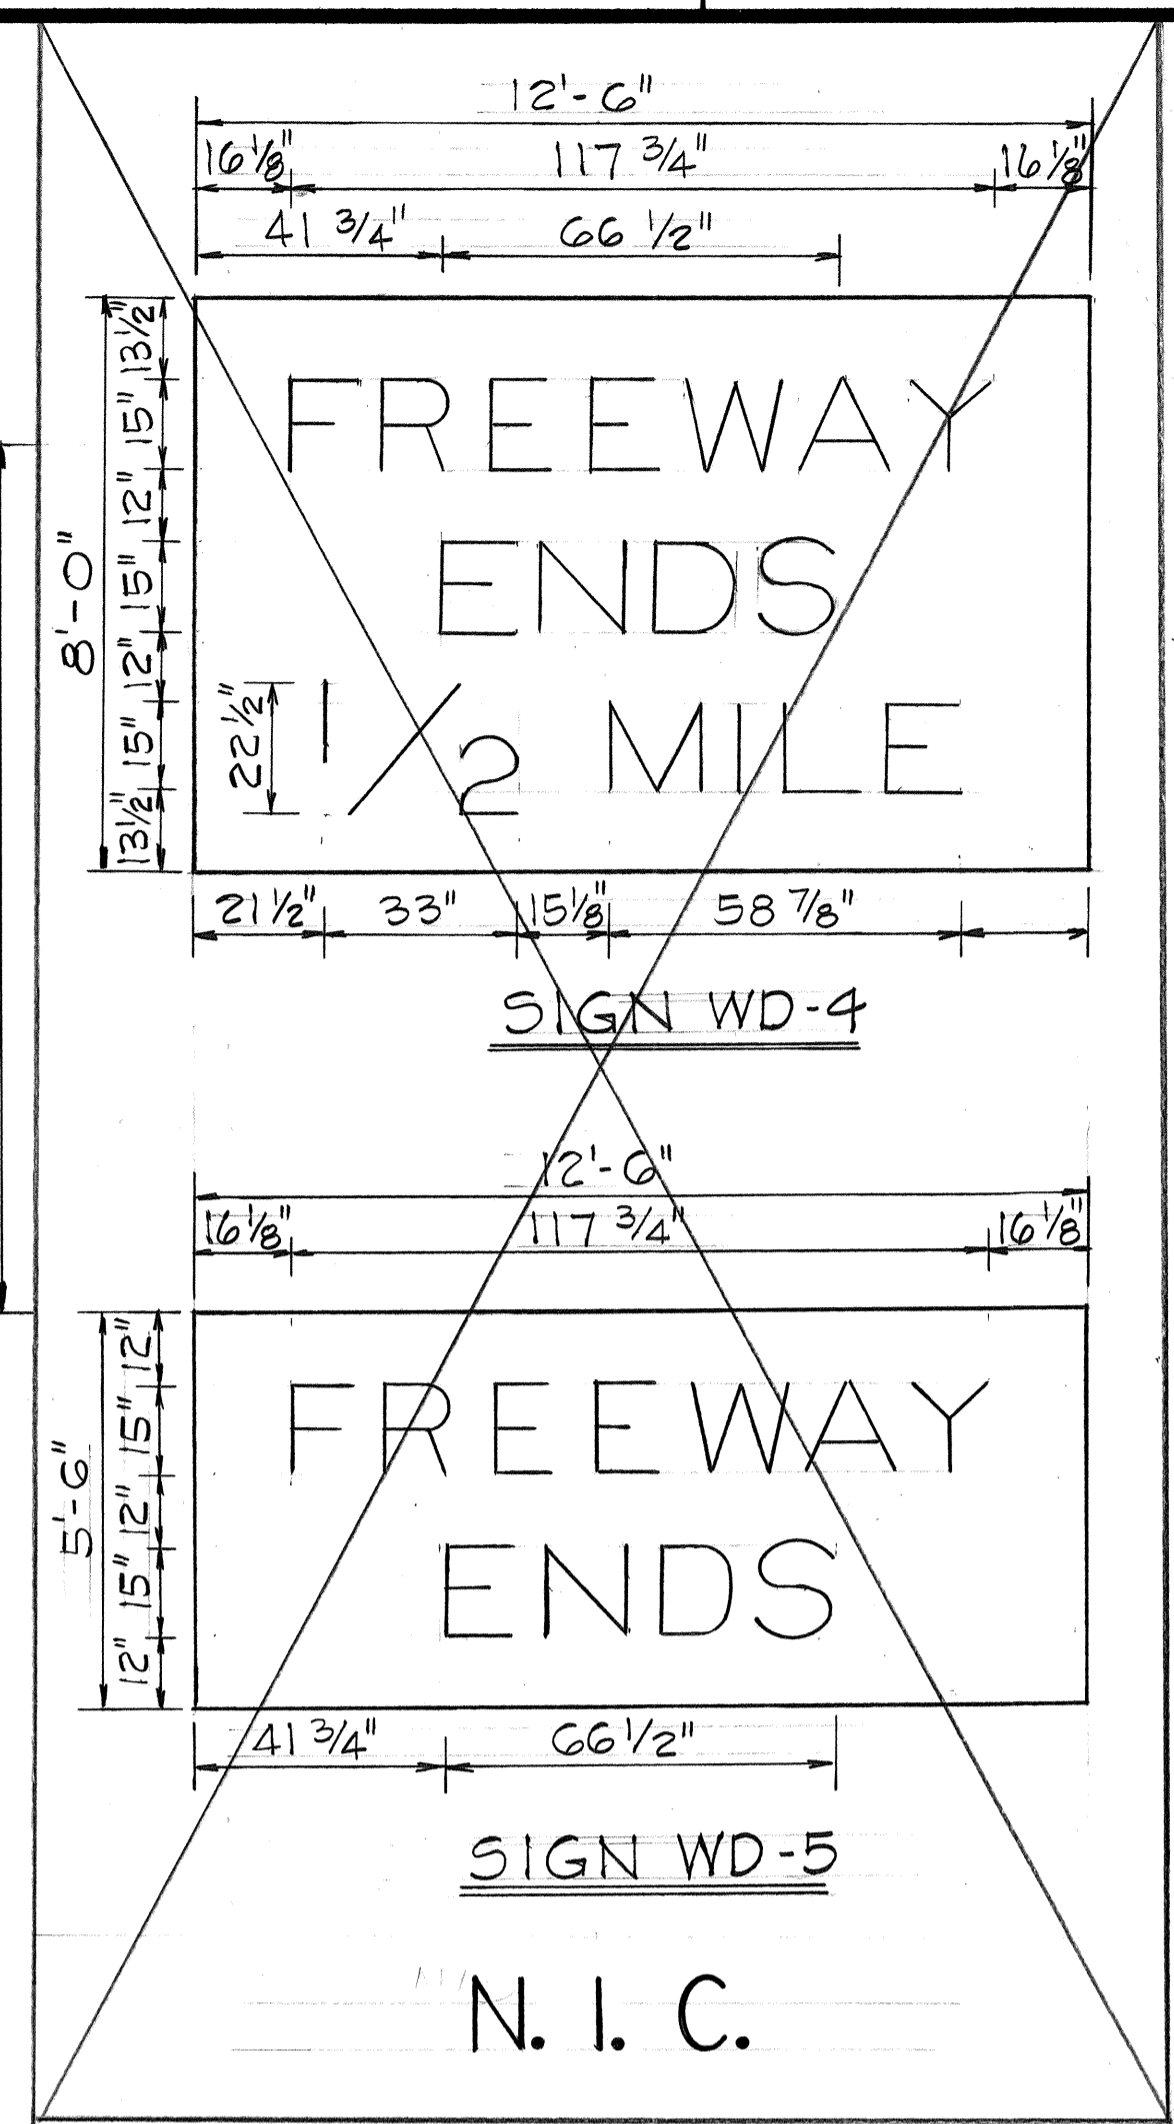 12'-6"
16 1/8" 117 3/4" 16 1/8"
41 3/4" 66 1/2"
8'-0"
13 1/2" 15" 12" 15" 12" 15" 13 1/2"
FREEWAY
ENDS
22 1/2"
1/2 MILE
21 1/2" 33" 15 1/8" 58 7/8"
SIGN WD-4
12'-6"
16 1/8" 117 3/4" 16 1/8"
5'-6"
12" 15" 12" 15" 12"
FREEWAY
ENDS
41 3/4" 66 1/2"
SIGN WD-5
N. I. C.